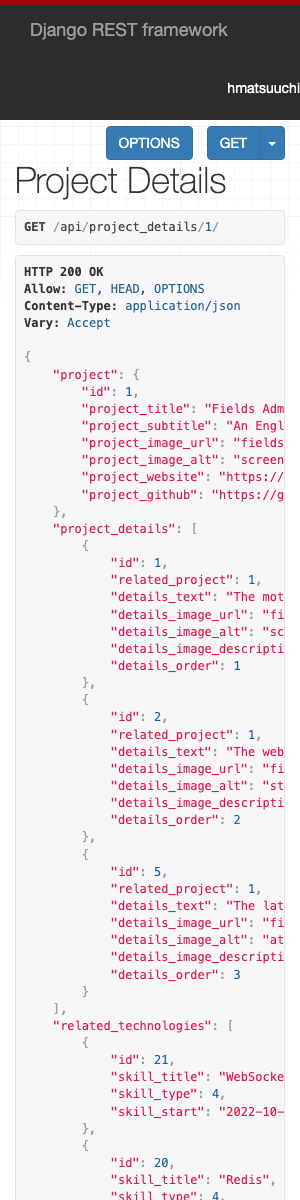 Django REST framework
hmatsuuchi
OPTIONS
GET
Project Details
GET /api/project_details/1/
HTTP 200 OK
Allow: GET, HEAD, OPTIONS
Content-Type: application/json
Vary: Accept
{
"project": {
"id": 1,
"project_title": "Fields Adm
"project_subtitle": "An Engl
"project_image_url": "fields
"project_image_alt": "screen
"project_website": "https://
"project_github": "https://g
},
"project_details": [
{
"id": 1,
"related_project": 1,
"details_text": "The mot
"details_image_url": "fi
"details_image_alt": "sc
"details_image_descripti
"details_order": 1
},
{
"id": 2,
"related_project": 1,
"details_text": "The web
"details_image_url": "fi
"details_image_alt": "st
"details_image_descripti
"details_order": 2
},
{
"id": 5,
"related_project": 1,
"details_text": "The lat
"details_image_url": "fi
"details_image_alt": "at
"details_image_descripti
"details_order": 3
}
],
"related_technologies": [
{
"id": 21,
"skill_title": "WebSocke
"skill_type": 4,
"skill_start": "2022-10-
},
{
"id": 20,
"skill_title": "Redis",
"skill_type": 4,